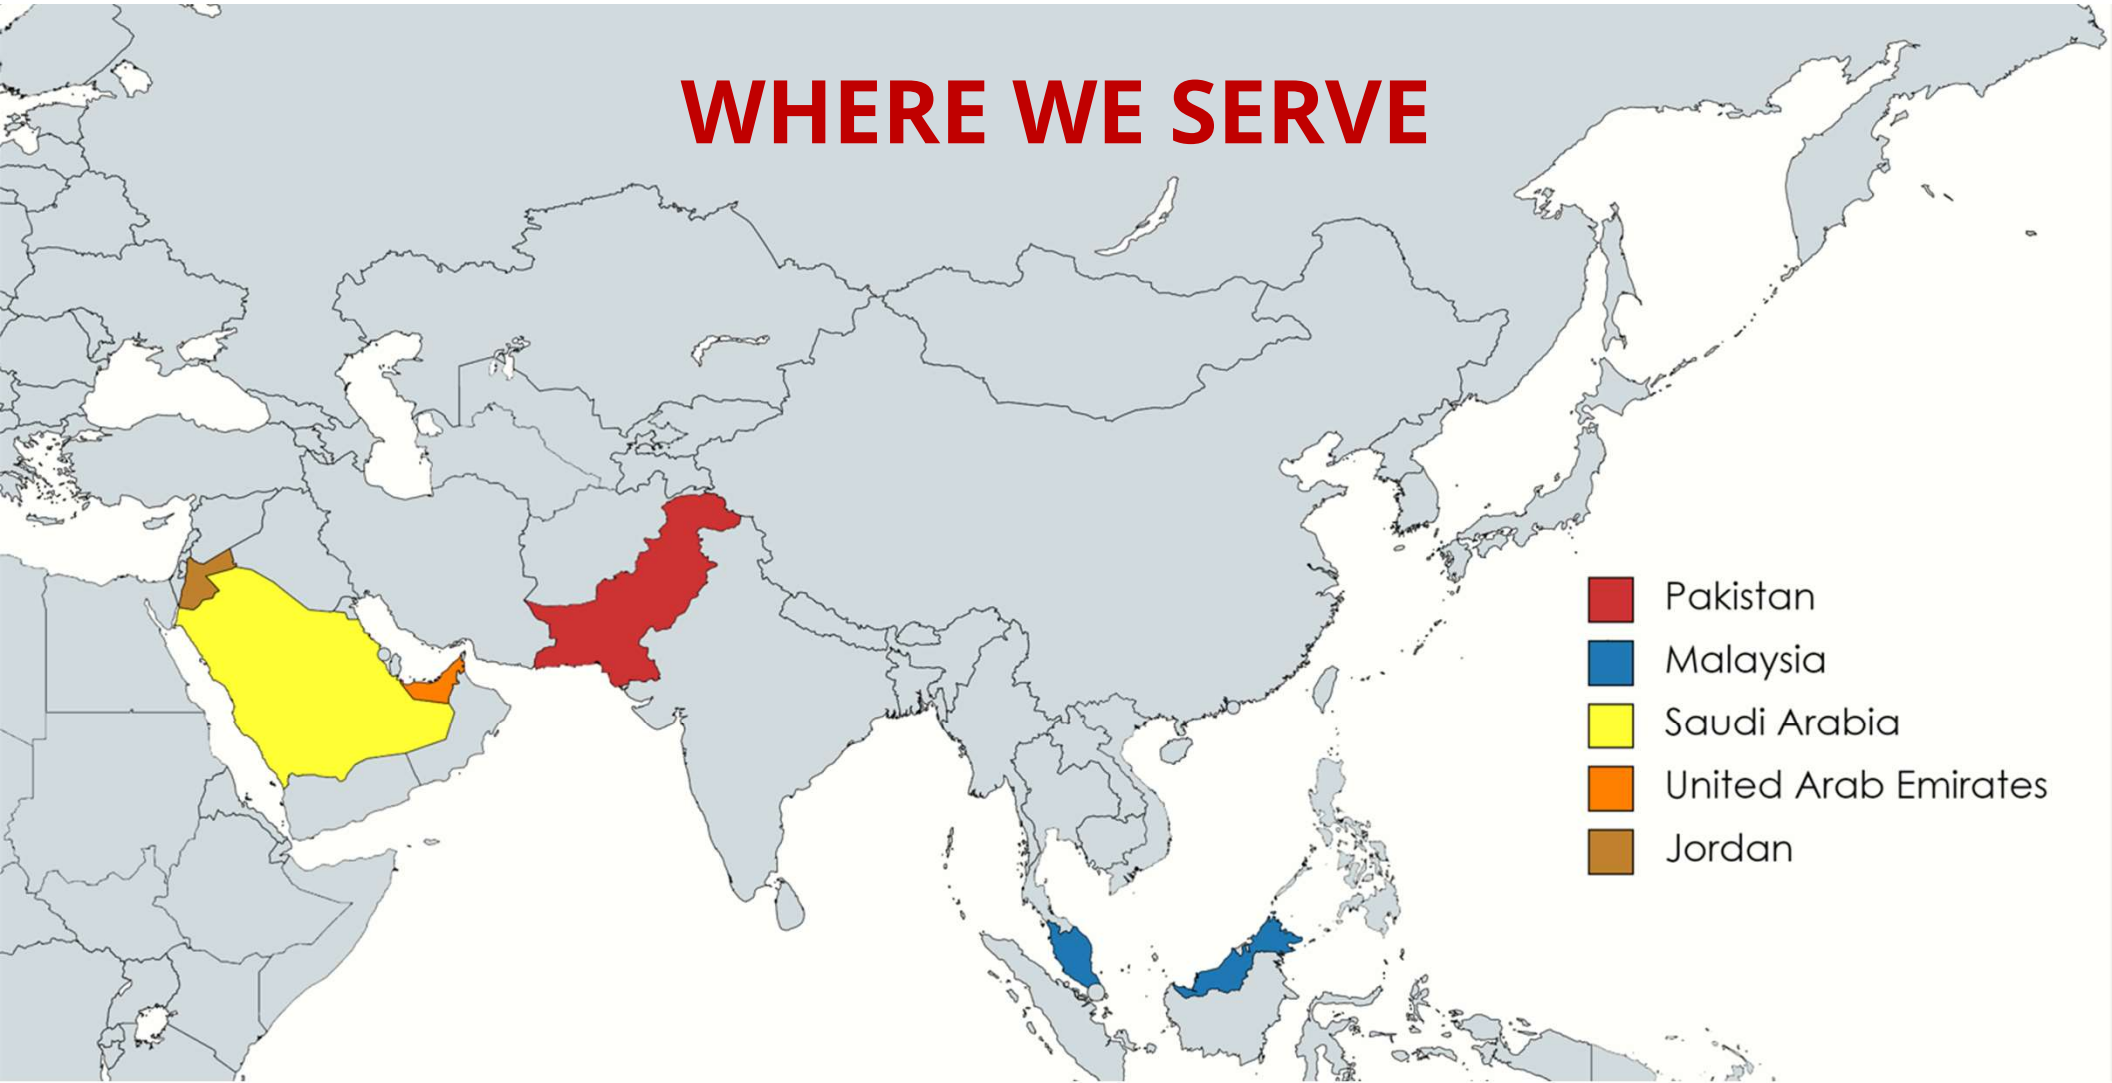 WHERE WE SERVE
Pakistan
Malaysia
Saudi Arabia
United Arab Emirates
Jordan